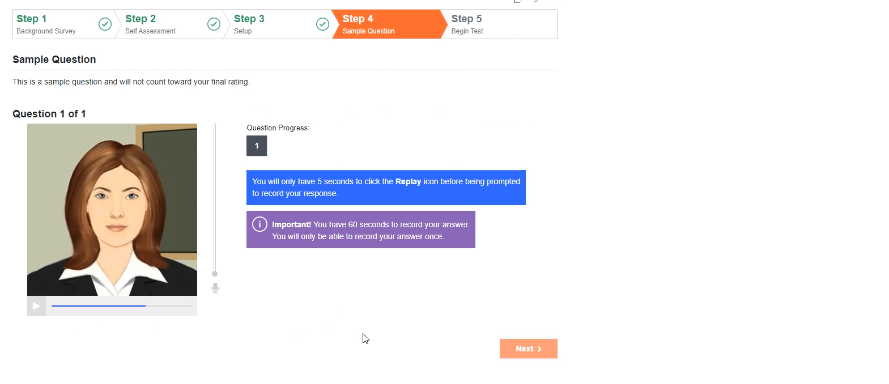 Step 1
Background Survey
Step 2
Self Assessment
Step 3
Setup
Step 4
Sample Question
Step 5
Begin Test
Sample Question
This is a sample question and will not count toward your final rating.
Question 1 of 1
Question Progress:
1
You will only have 5 seconds to click the Replay icon before being prompted
to record your response.
Important! You have 60 seconds to record your answer
You will only be able to record your answer once.
Next